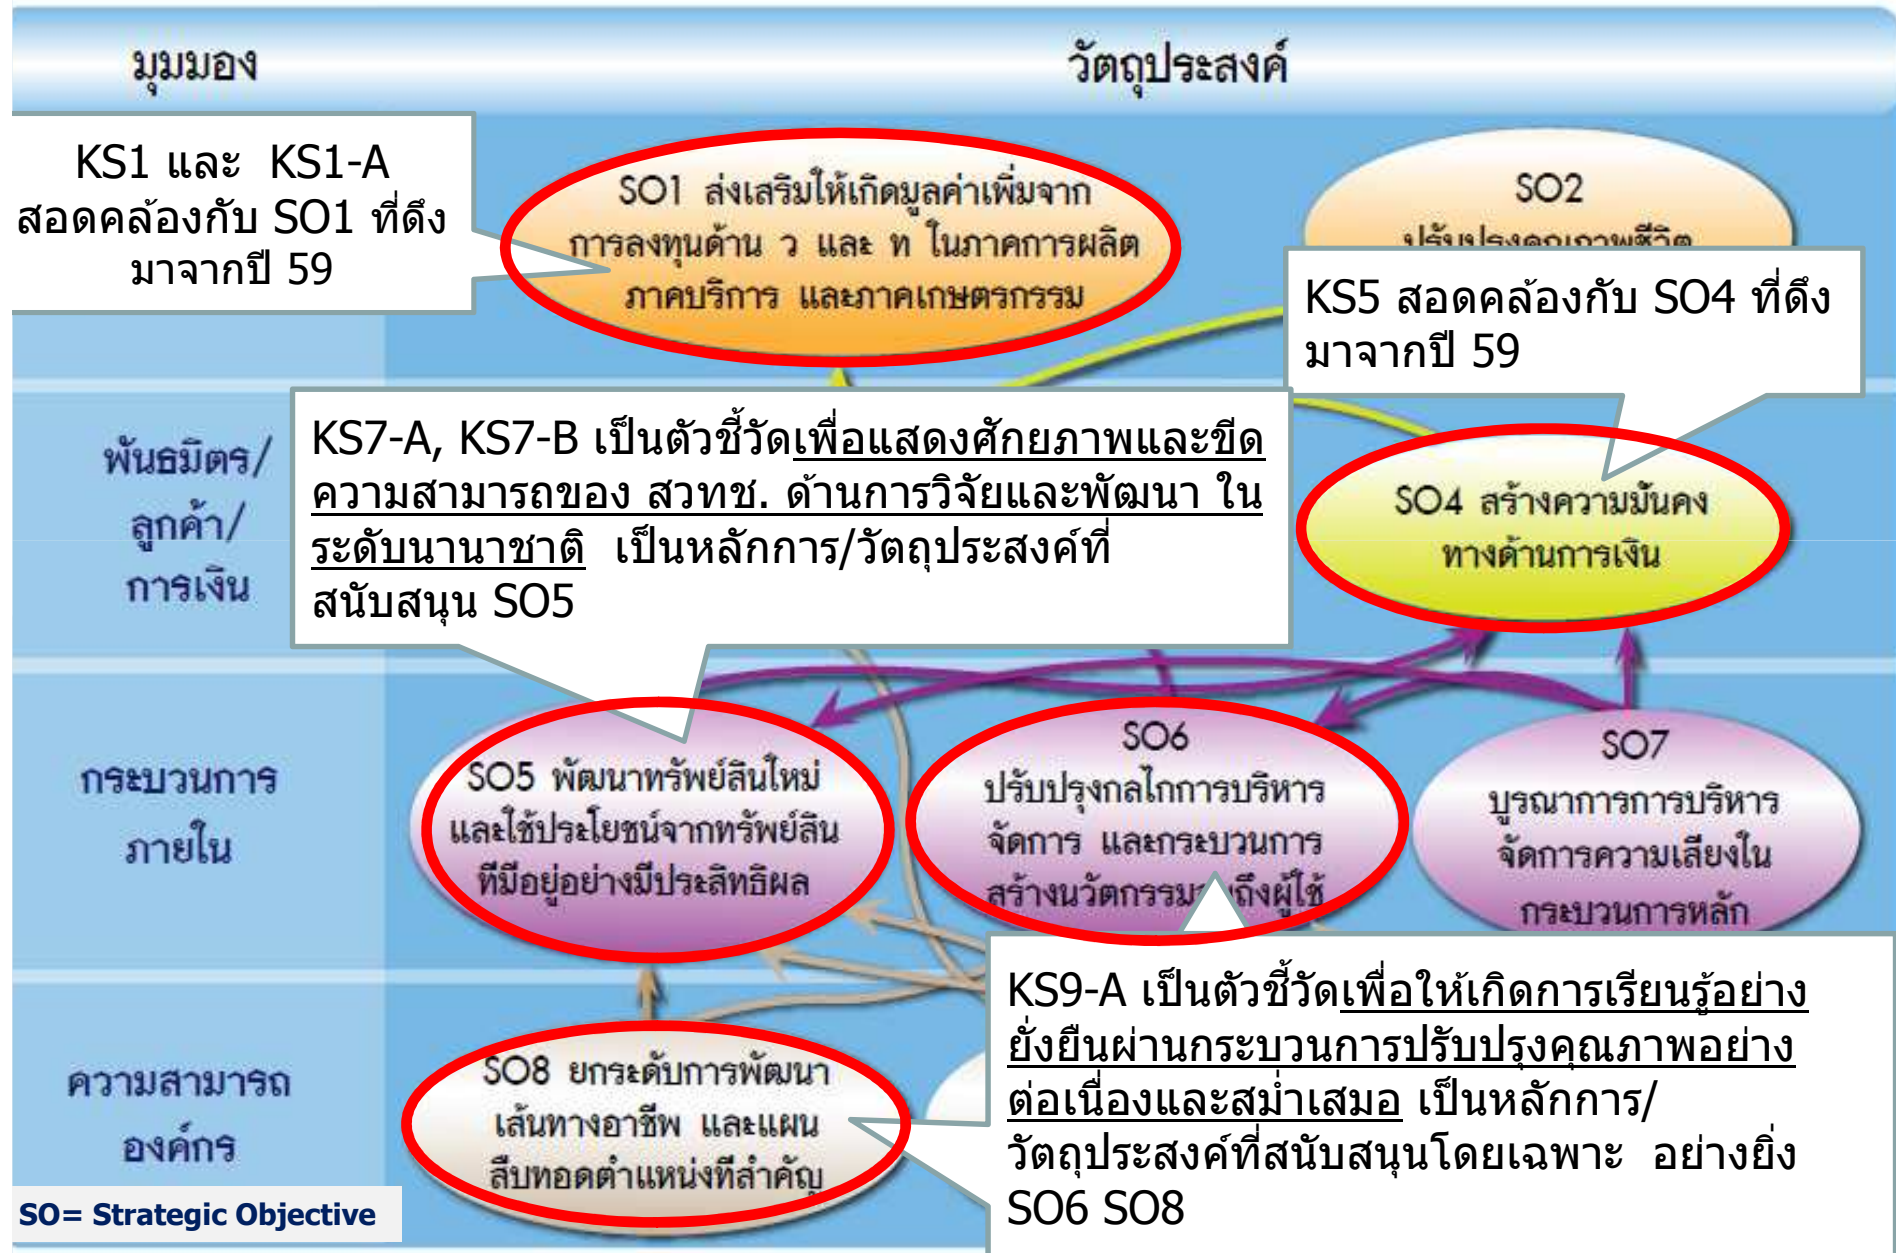 มุมมอง
วัตถุประสงค์
KS1 และ KS1-A
สอดคล้องกับ SO1 ที่ดึง
มาจากปี 59
SO1 ส่งเสริมให้เกิดมูลค่าเพิ่มจาก
การลงทุนด้าน ว และ ท ในภาคการผลิต
ภาคบริการ และภาคเกษตรกรรม
SO2
ปรับปรุงคุณภาพชีวิต
KS5 สอดคล้องกับ SO4 ที่ดึง
มาจากปี 59
พันธมิตร/
ลูกค้า/
การเงิน
KS7-A, KS7-B เป็นตัวชี้วัดเพื่อแสดงศักยภาพและขีด
ความสามารถของ สวทช. ด้านการวิจัยและพัฒนา ใน
ระดับนานาชาติ เป็นหลักการ/วัตถุประสงค์ที่
สนับสนุน SO5
SO4 สร้างความมั่นคง
ทางด้านการเงิน
กระบวนการ
ภายใน
SO5 พัฒนาทรัพย์สินใหม่
และใช้ประโยชน์จากทรัพย์สิน
ที่มีอยู่อย่างมีประสิทธิผล
SO6
ปรับปรุงกลไกการบริหาร
จัดการ และกระบวนการ
สร้างนวัตกรรม ถึงผู้ใช้
SO7
บูรณาการการบริหาร
จัดการความเสี่ยงใน
กระบวนการหลัก
ความสามารถ
องค์กร
SO8 ยกระดับการพัฒนา
เส้นทางอาชีพ และแผน
สืบทอดตำแหน่งที่สำคัญ
KS9-A เป็นตัวชี้วัดเพื่อให้เกิดการเรียนรู้อย่าง
ยั่งยืนผ่านกระบวนการปรับปรุงคุณภาพอย่าง
ต่อเนื่องและสม่ำเสมอ เป็นหลักการ/
วัตถุประสงค์ที่สนับสนุนโดยเฉพาะ อย่างยิ่ง
SO6 SO8
SO= Strategic Objective